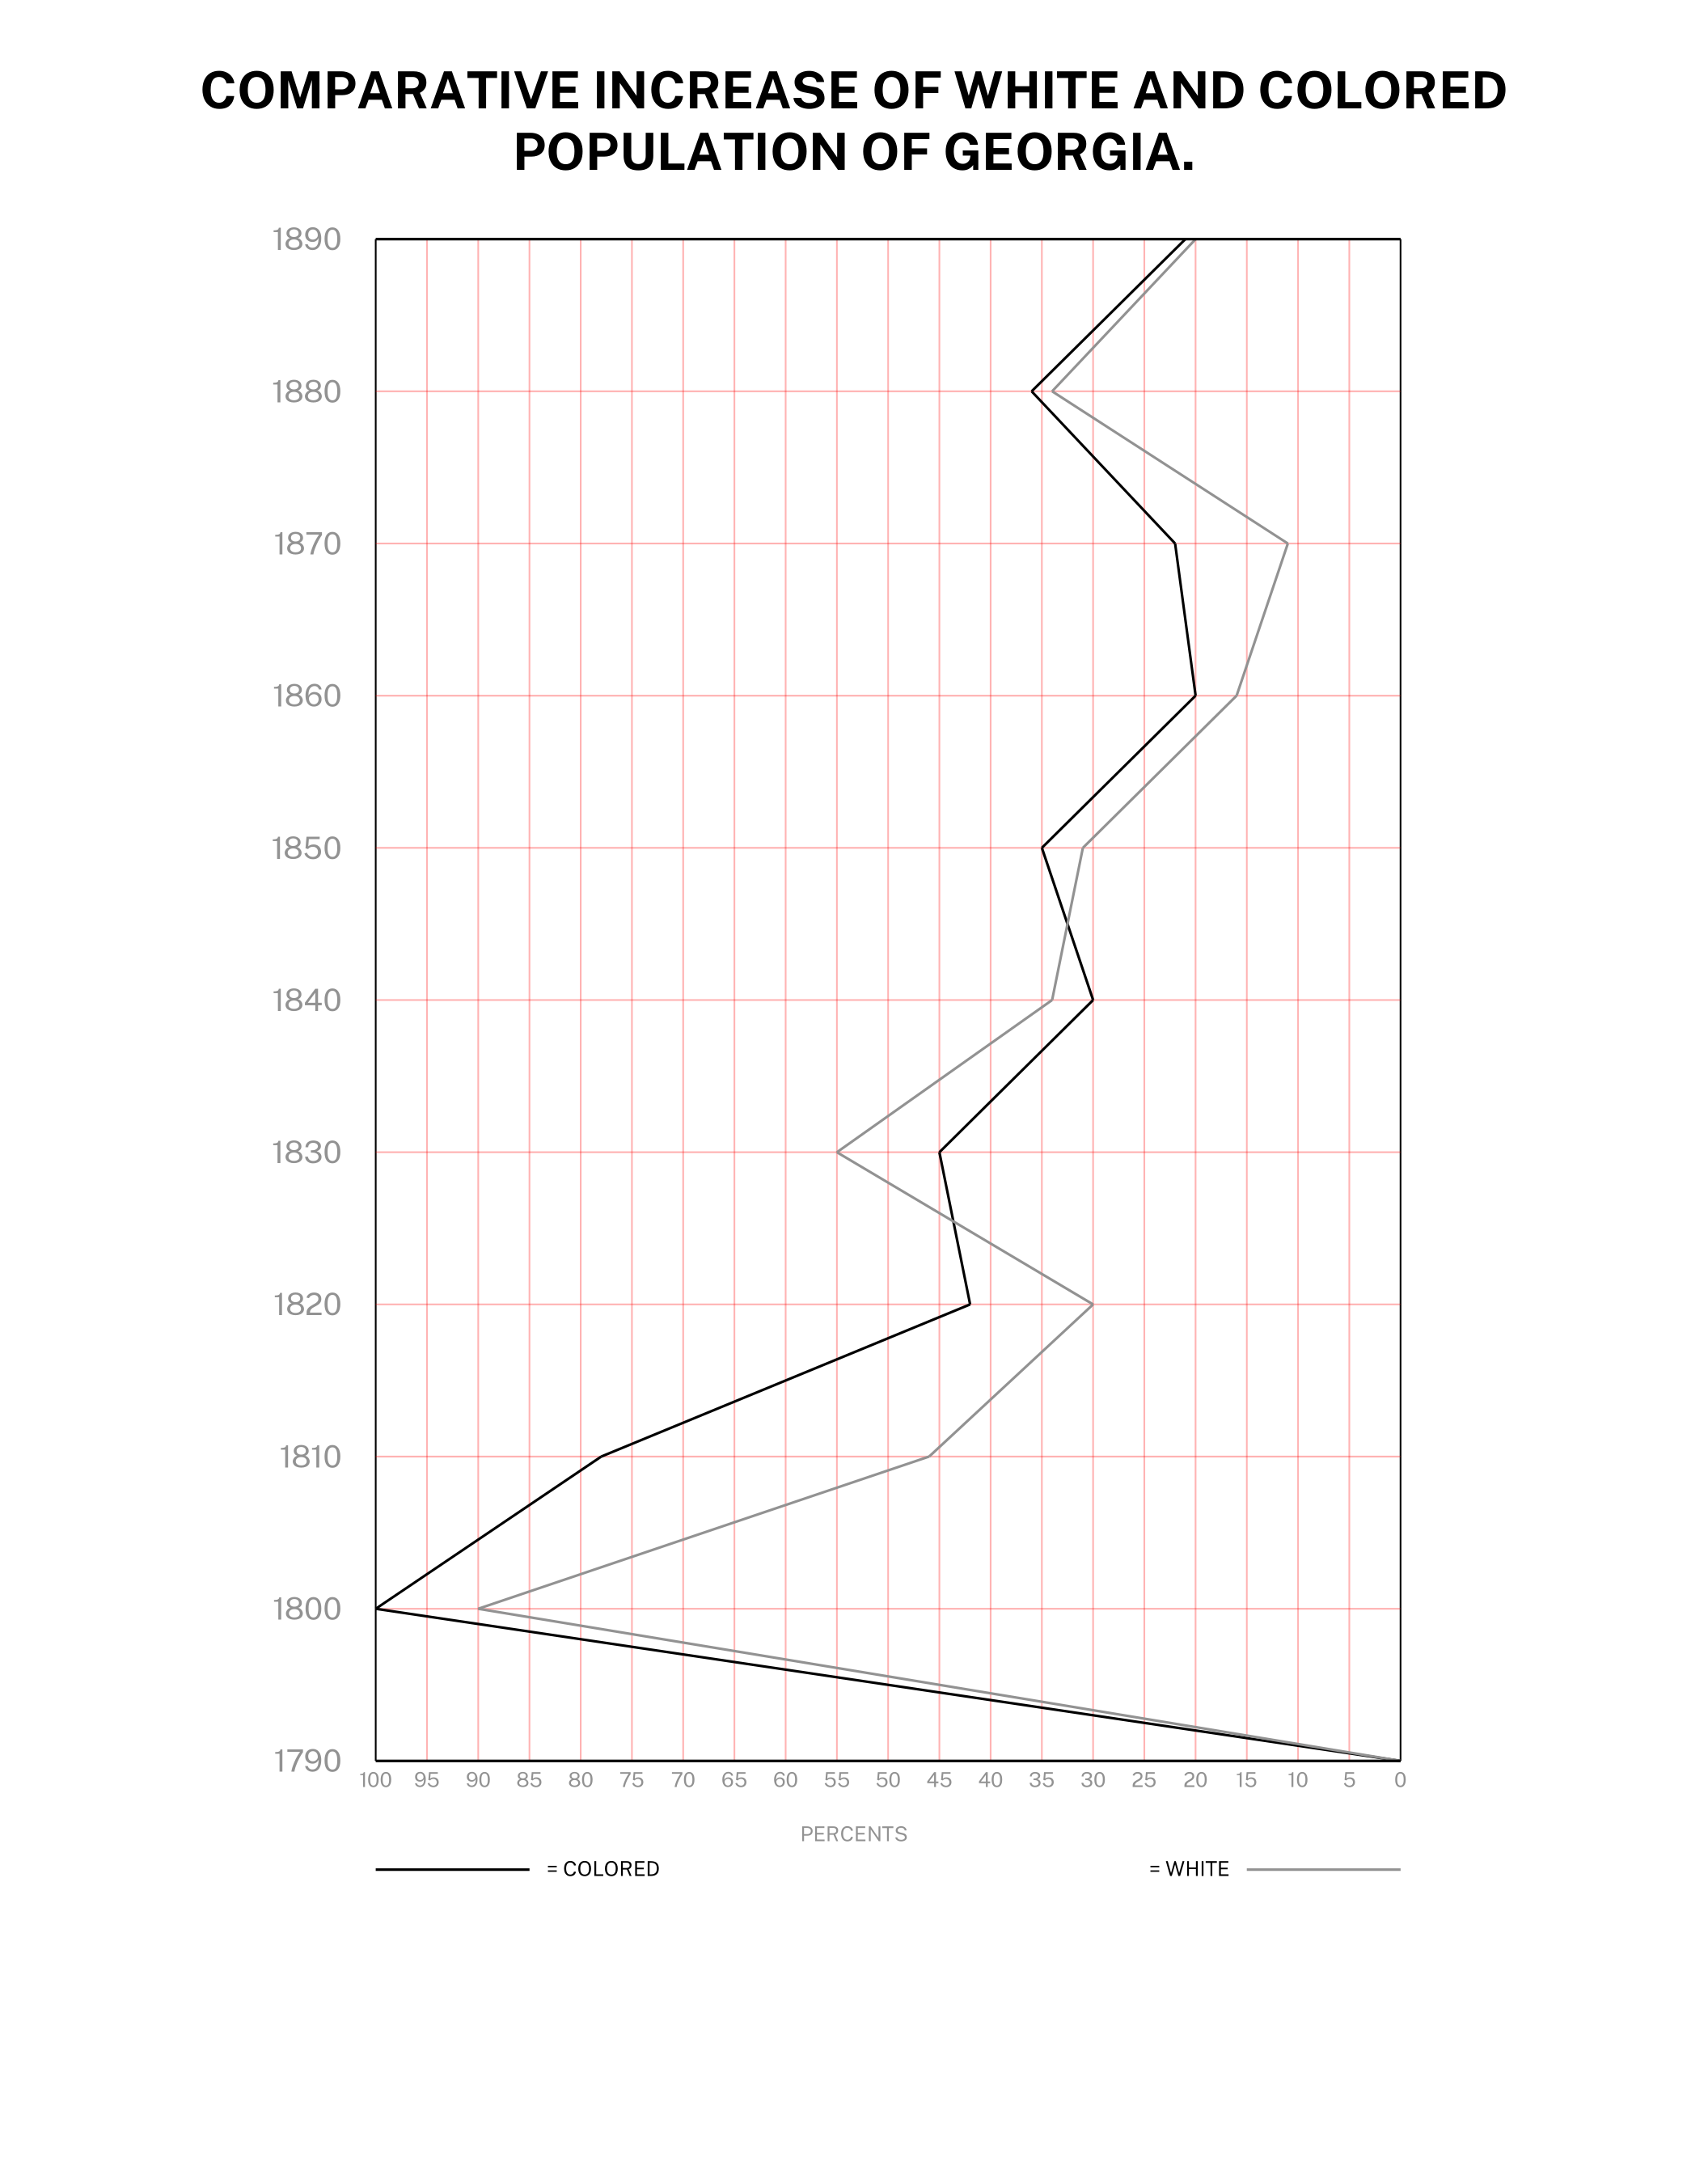 COMPARATIVE INCREASE OF WHITE AND COLORED
POPULATION OF GEORGIA.
1890
1880
1870
1860
1850
1840
1830
1820
1810
1800
1790
100 95 90 85 80 75 70 65 60 55 50 45 40 35 30 25 20 15 10 5 0
PERCENTS
= COLORED = WHITE